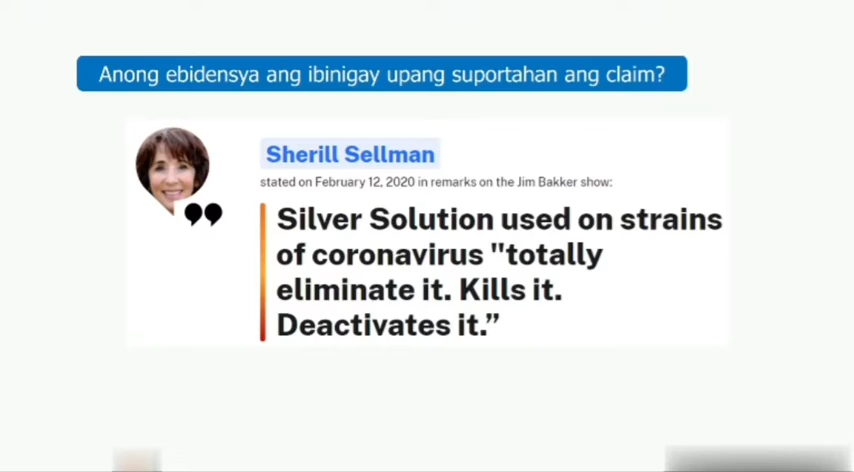 Anong ebidensya ang ibinigay upang suportahan ang claim?
Sherill Sellman
stated on February 12, 2020 in remarks on the Jim Bakker show:
Silver Solution used on strains
of coronavirus "totally
eliminate it. Kills it.
Deactivates it.”